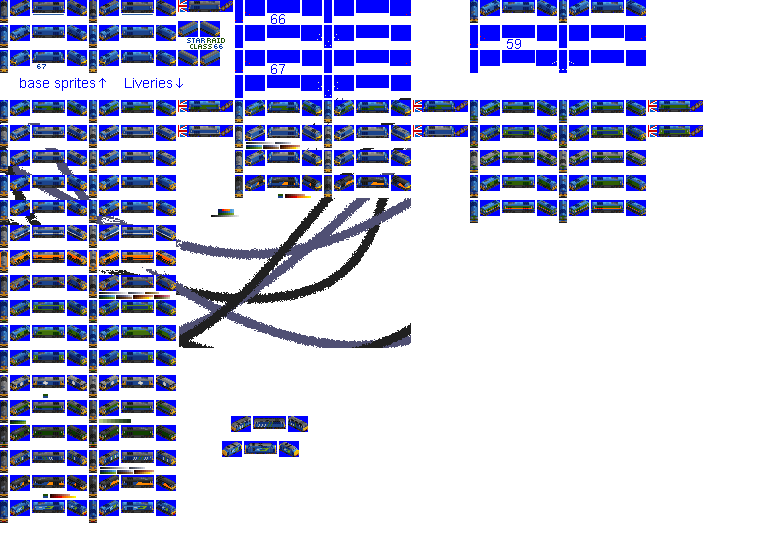 66
STAR RAID
CLASS 66
59
67
67
base sprites↑ Liveries↓